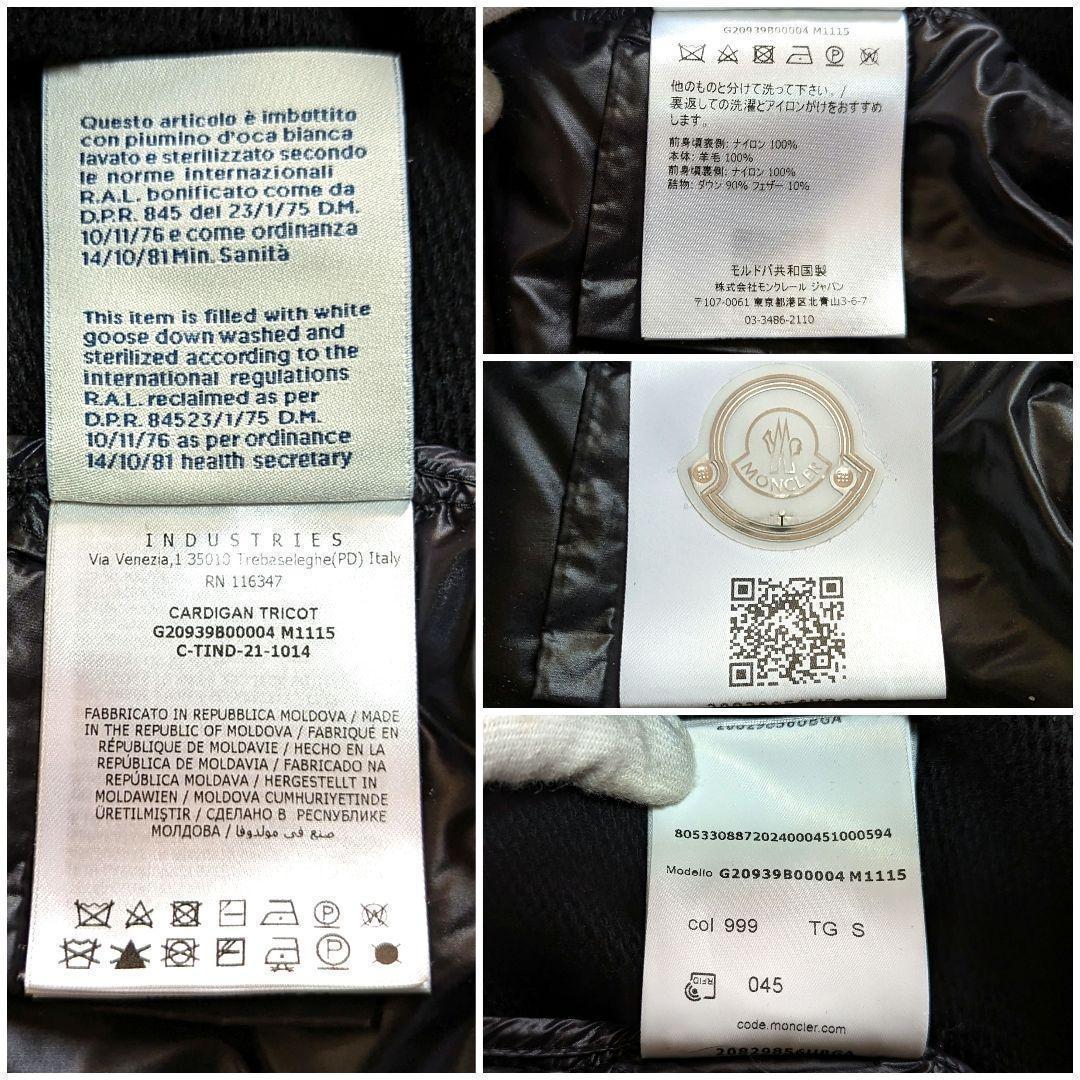 Questo articolo è imbottito
con piumino d'oca bianca
lavato e sterilizzato secondo
le norme internazionali
R.A.L. bonificato come da
D.P.R. 845 del 23/1/75 D.M.
10/11/76 e come ordinanza
14/10/81 Min. Sanità
This item is filled with white
goose down washed and
sterilized according to the
international regulations
R.A.L. reclaimed as per
D.P.R. 84523/1/75 D.M.
10/11/76 as per ordinance
14/10/81 health secretary
INDUSTRIES
Via Venezia,1 35010 Trebaseleghe(PD) Italy
RN 116347
CARDIGAN TRICOT
G20939B00004 M1115
C-TIND-21-1014
FABBRICATO IN REPUBBLICA MOLDOVA / MADE
IN THE REPUBLIC OF MOLDOVA / FABRIQUÉ EN
RÉPUBLIQUE DE MOLDAVIE / HECHO EN LA
REPÚBLICA DE MOLDAVIA / FABRICADO NA
REPÚBLICA MOLDAVA / HERGESTELLT IN
MOLDAWIEN / MOLDOVA CUMHURIYETINDE
ÜRETILMIŞTIR / СДЕЛАНО В РЕСПУБЛИКЕ
МОЛДОВА / صنع في مولدوفا
G20939B00004 M1115
他のものと分けて洗って下さい。/
裏返しての洗濯とアイロンがけをおすすめ
します。
前身頃表側: ナイロン 100%
本体: 羊毛 100%
前身頃裏側: ナイロン 100%
詰物: ダウン 90% フェザー 10%
モルドバ共和国製
株式会社モンクレール ジャパン
〒107-0061 東京都港区北青山3-6-7
03-3486-2110
MONCLER
20829856UBGA
8053308872024000451000594
Modello G20939B00004 M1115
col 999 TG S
RFID 045
code.moncler.com
20829856UBGA